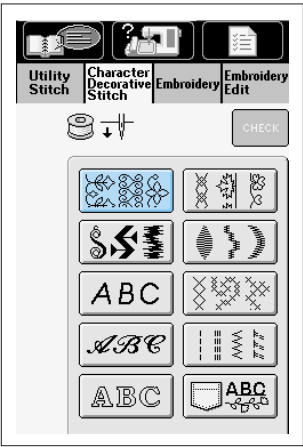 Utility Stitch
Character Decorative Stitch
Embroidery
Embroidery Edit
CHECK
ABC
ABC
ABC
ABC